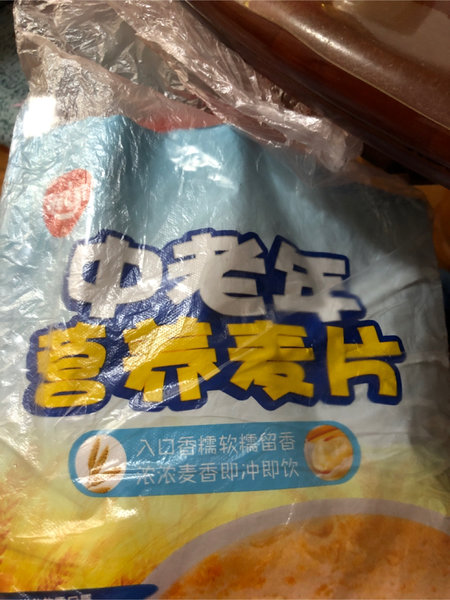 中老年
营养麦片
入口香糯软糯留香
浓浓麦香即冲即饮